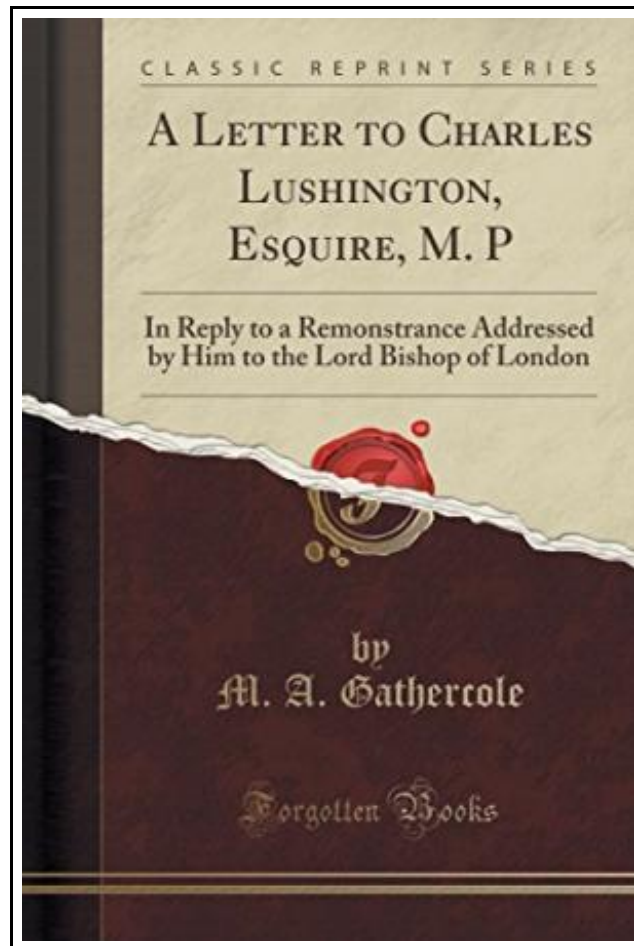 CLASSIC REPRINT SERIES
A LETTER TO CHARLES
LUSHINGTON,
ESQUIRE, M. P
In Reply to a Remonstrance Addressed
by Him to the Lord Bishop of London
by
M. A. Gathercole
Forgotten Books